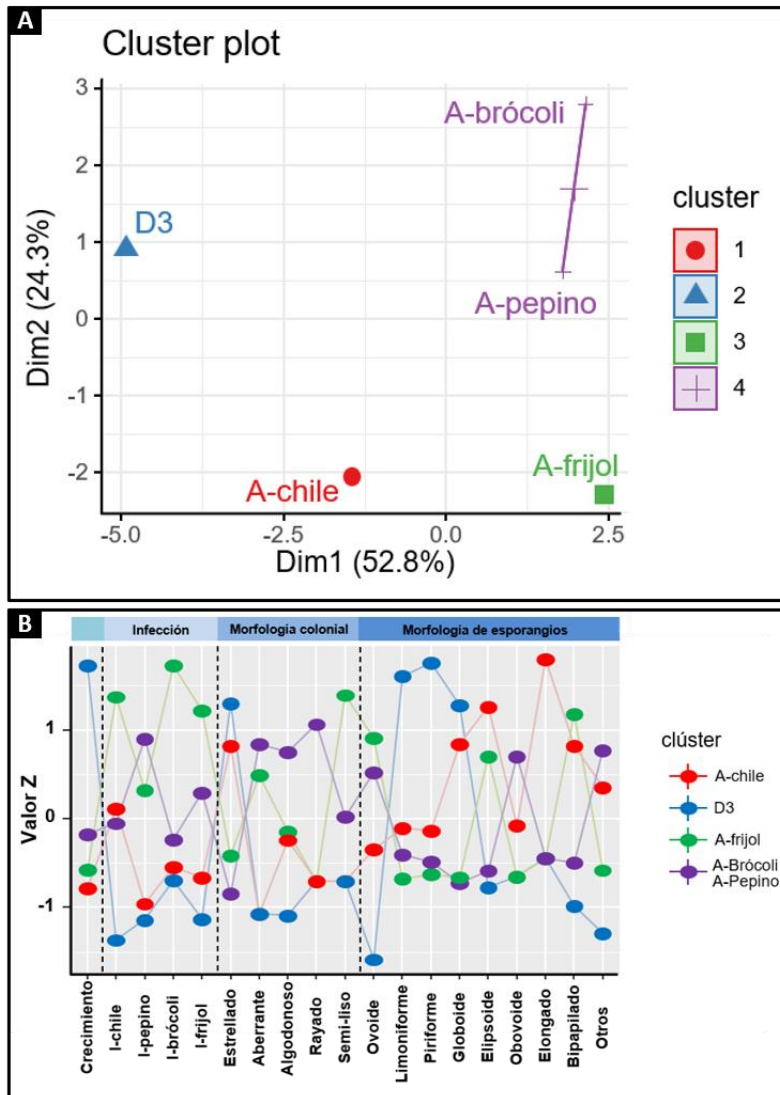 A
Cluster plot
3
2
1
0
-1
-2
Dim2 (24.3%)
A-brócoli
D3
A-pepino
A-chile
A-frijol
-5.0
-2.5
0.0
2.5
Dim1 (52.8%)
cluster
1
2
3
4
B
Infección
Morfología colonial
Morfología de esporangios
1
0
-1
Valor Z
Crecimiento
I-chile
I-pepino
I-brócoli
I-frijol
Estrellado
Aberrante
Algodonoso
Rayado
Semi-liso
Ovoide
Limoniforme
Piriforme
Globoide
Elipsoide
Obovoide
Elongado
Bipapilado
Otros
clúster
A-chile
D3
A-frijol
A-Brócoli
A-Pepino